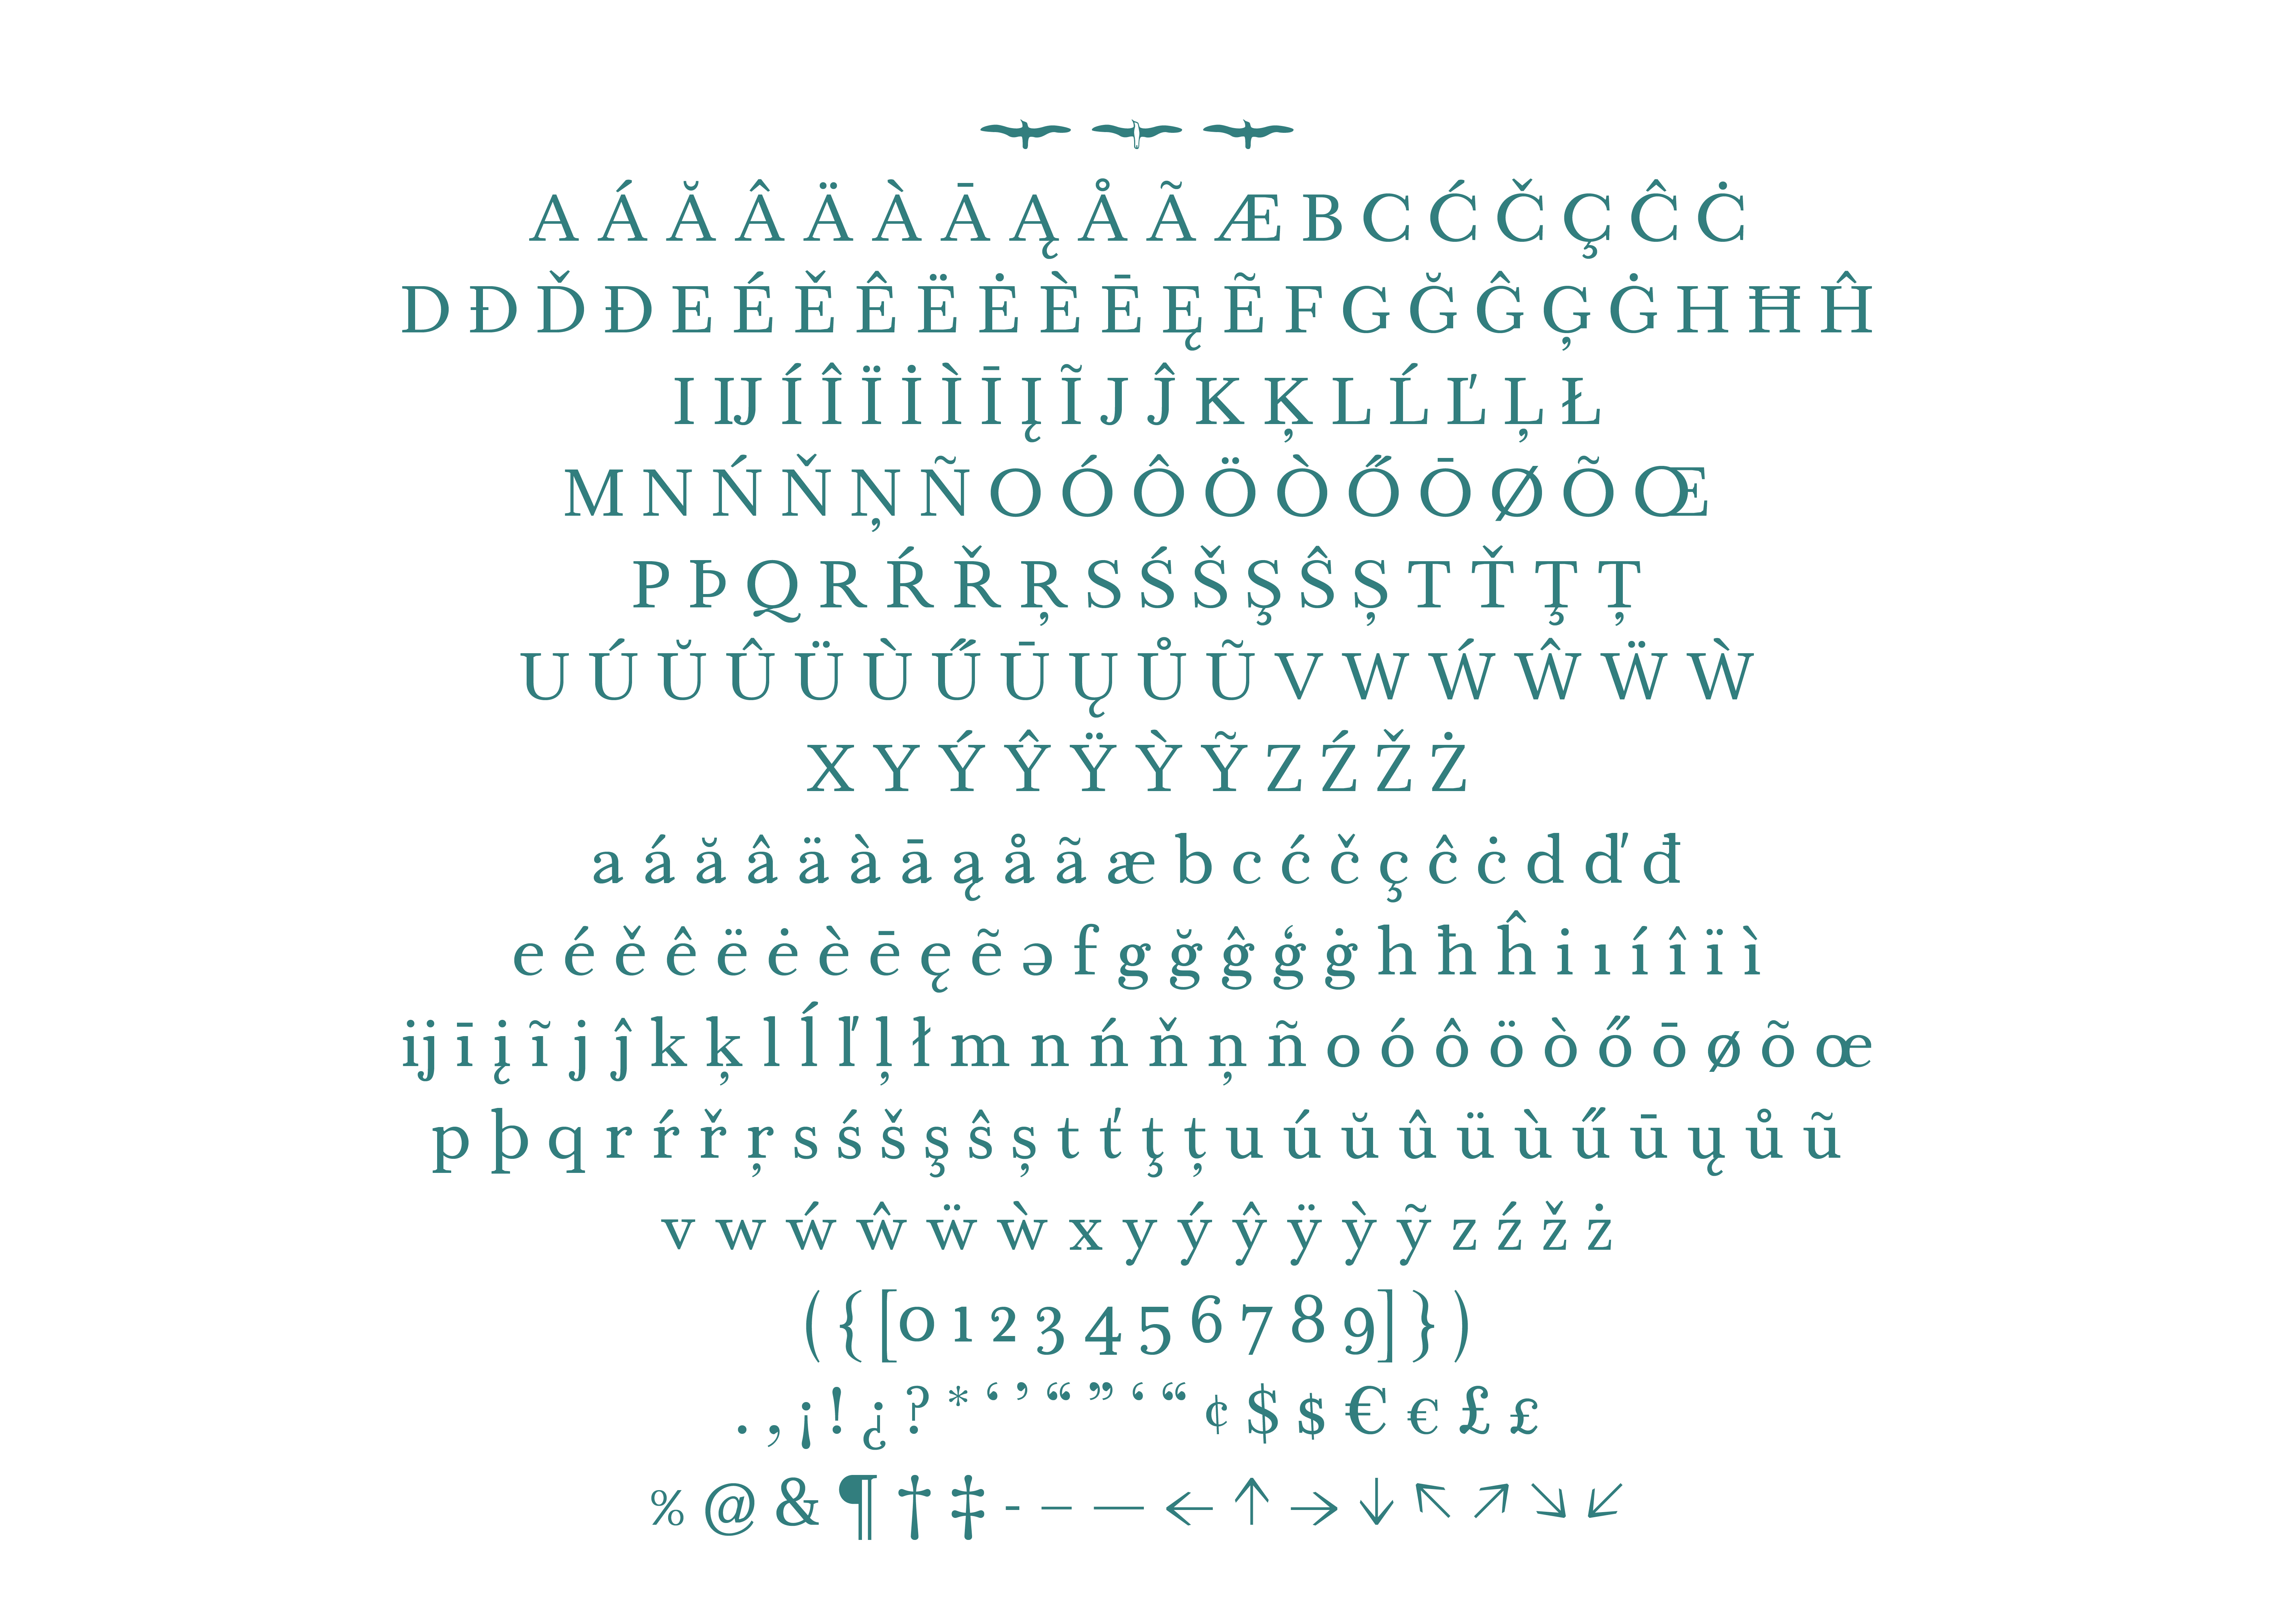 A Á Ă Â Ä À Ā Ą Å Ã Æ B C Ć Č Ç Ĉ Ċ
D Đ Ď Đ E É Ě Ê Ë Ė È Ē Ę Ẽ F G Ğ Ĝ Ģ Ġ H Ħ Ĥ
I IJ Í Î Ï İ Ì Ī Į Ĩ J Ĵ K Ķ L Ĺ Ľ Ļ Ł
M N Ń Ň Ņ Ñ O Ó Ô Ö Ò Ő Ō Ø Õ Œ
P Þ Q R Ŕ Ř Ŗ S Ś Š Ş Ŝ Ș T Ť Ţ Ț
U Ú Ŭ Û Ü Ù Ű Ū Ų Ů Ũ V W Ẃ Ŵ Ẅ Ẁ
X Y Ý Ŷ Ÿ Ỳ Ỹ Z Ź Ž Ż
a á ă â ä à ā ą å ã æ b c ć č ç ĉ ċ d ď đ
e é ě ê ë ė è ē ę ẽ ə f g ğ ĝ ģ ġ h ħ ĥ i ı í î ï ì
ij ī į ĩ j ĵ k ķ l ĺ ľ ļ ł m n ń ň ņ ñ o ó ô ö ò ő ō ø õ œ
p þ q r ŕ ř ŗ s ś š ş ŝ ș t ť ţ ț u ú ŭ û ü ù ű ū ų ů ũ
v w ẃ ŵ ẅ ẁ x y ý ŷ ÿ ỳ ỹ z ź ž ż
( { [0 1 2 3 4 5 6 7 8 9] } )
. , ¡ ! ¿ ? * ‘ ’ “ ” ‘ “ ¢ $ $ € € £ £
% @ & ¶ † ‡ - – — ← ↑ → ↓ ↖ ↗ ↘ ↙